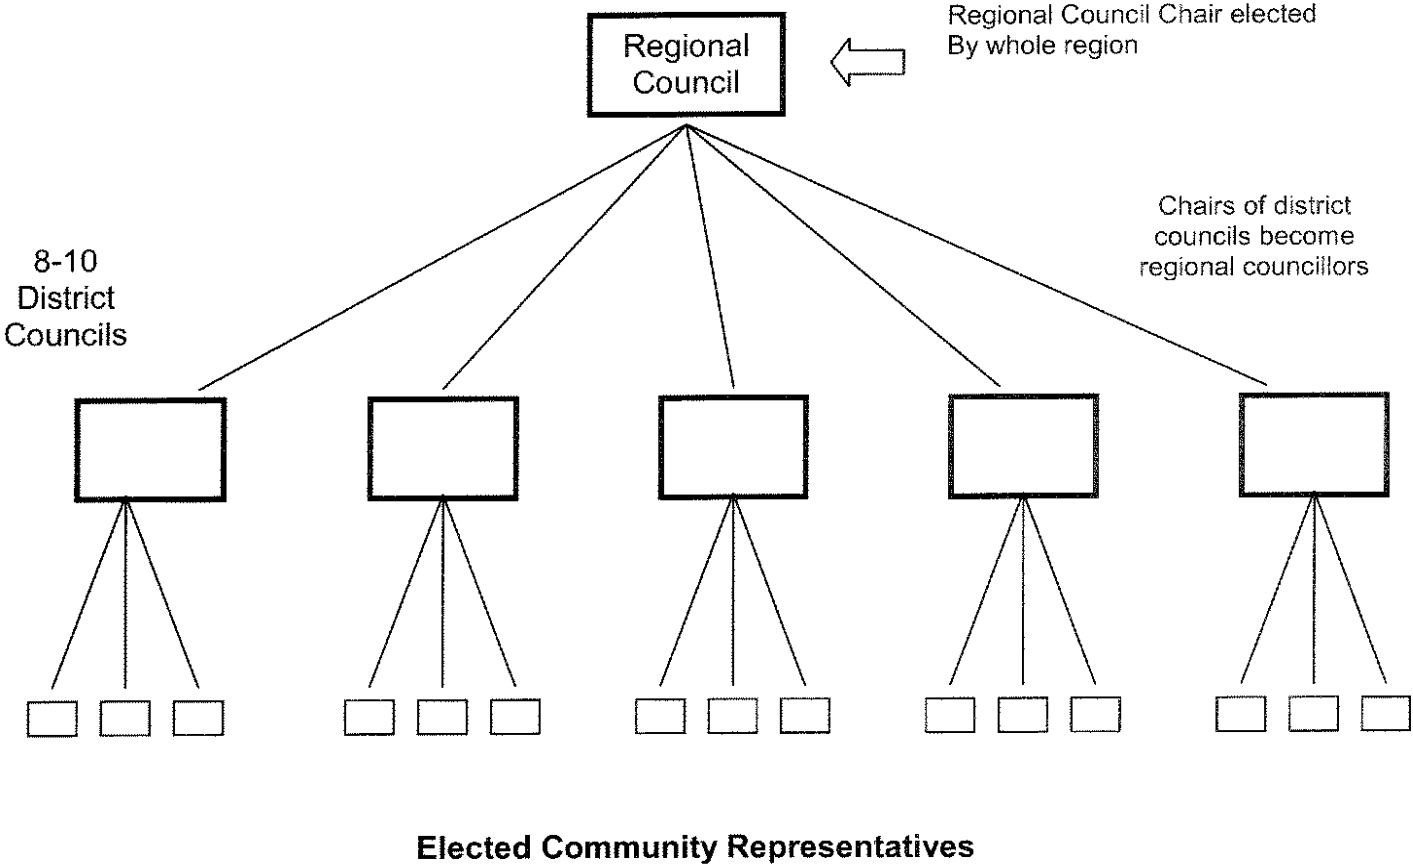 Regional Council Chair elected
By whole region
Regional
Council
Chairs of district
councils become
regional councillors
8-10
District
Councils
Elected Community Representatives